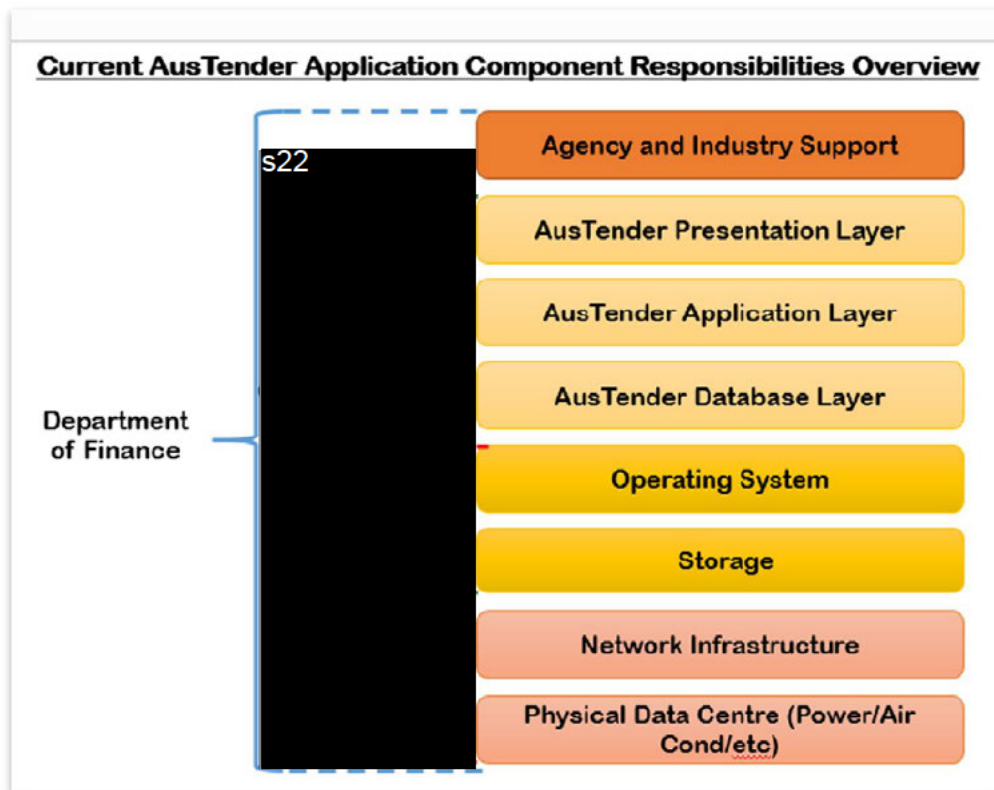 Current AusTender Application Component Responsibilities Overview
s22
Agency and Industry Support
AusTender Presentation Layer
AusTender Application Layer
AusTender Database Layer
Department
of Finance
Operating System
Storage
Network Infrastructure
Physical Data Centre (Power/Air
Cond/etc)